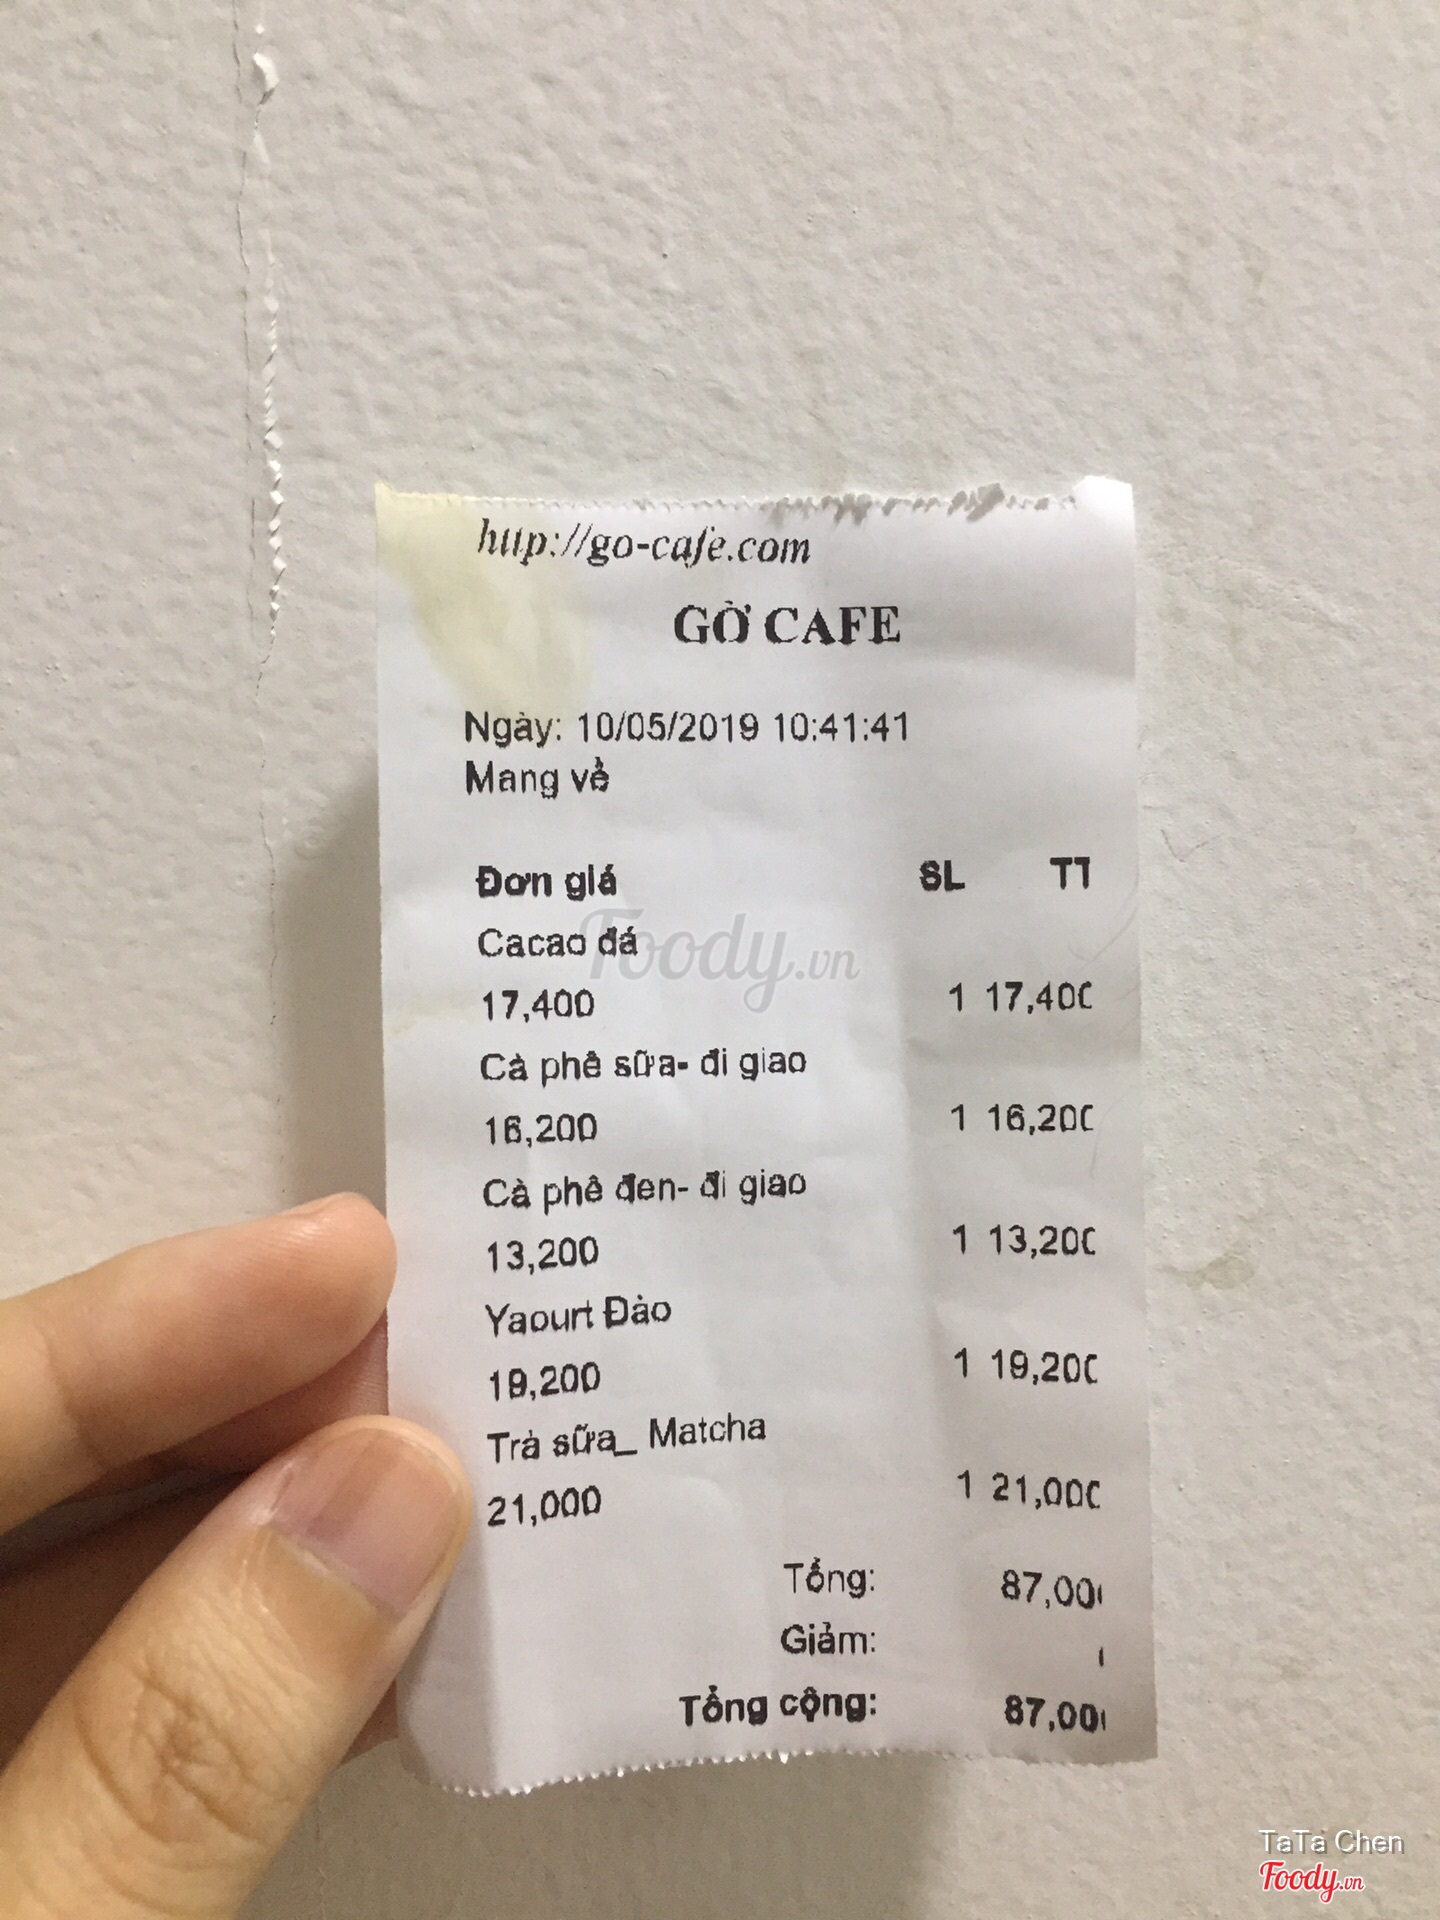 http://go-cafe.com
GỜ CAFE
Ngày: 10/05/2019 10:41:41
Mang về
Đơn giá SL TT
Cacao đá
17,400 1 17,400
Cà phê sữa- đi giao
16,200 1 16,200
Cà phê đen- đi giao
13,200 1 13,200
Yaourt Đào
19,200 1 19,200
Trà sữa_ Matcha
21,000 1 21,000
Tổng: 87,000
Giảm:
Tổng cộng: 87,000
Foody.vn
TaTa Chen
Foody.vn